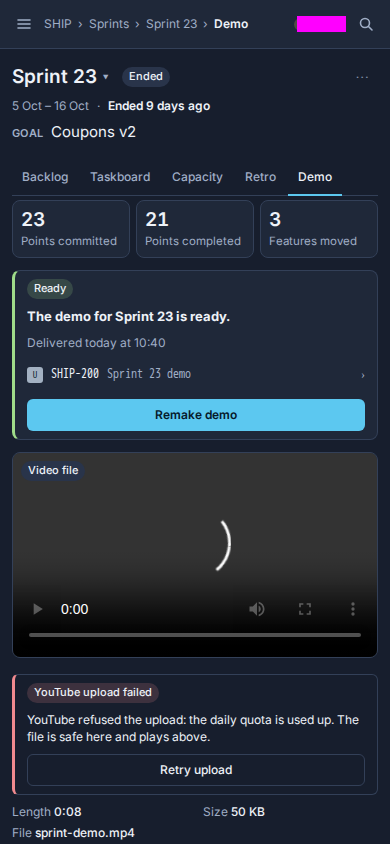 SHIP › Sprints › Sprint 23 › Demo
Sprint 23 ▾ Ended ...
5 Oct – 16 Oct · Ended 9 days ago
GOAL Coupons v2
Backlog Taskboard Capacity Retro Demo
23 21 3
Points committed Points completed Features moved
Ready
The demo for Sprint 23 is ready.
Delivered today at 10:40
U SHIP-200 Sprint 23 demo ›
Remake demo
Video file
0:00
YouTube upload failed
YouTube refused the upload: the daily quota is used up. The
file is safe here and plays above.
Retry upload
Length 0:08 Size 50 KB
File sprint-demo.mp4